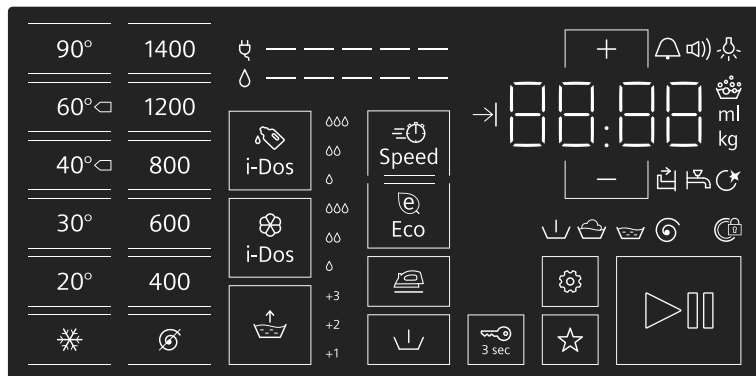 90° 1400
60° 1200
40° 800
30° 600
20° 400
i-Dos
i-Dos
+3
+2
+1
Speed
e
Eco
3 sec
+
88:88
−
ml
kg